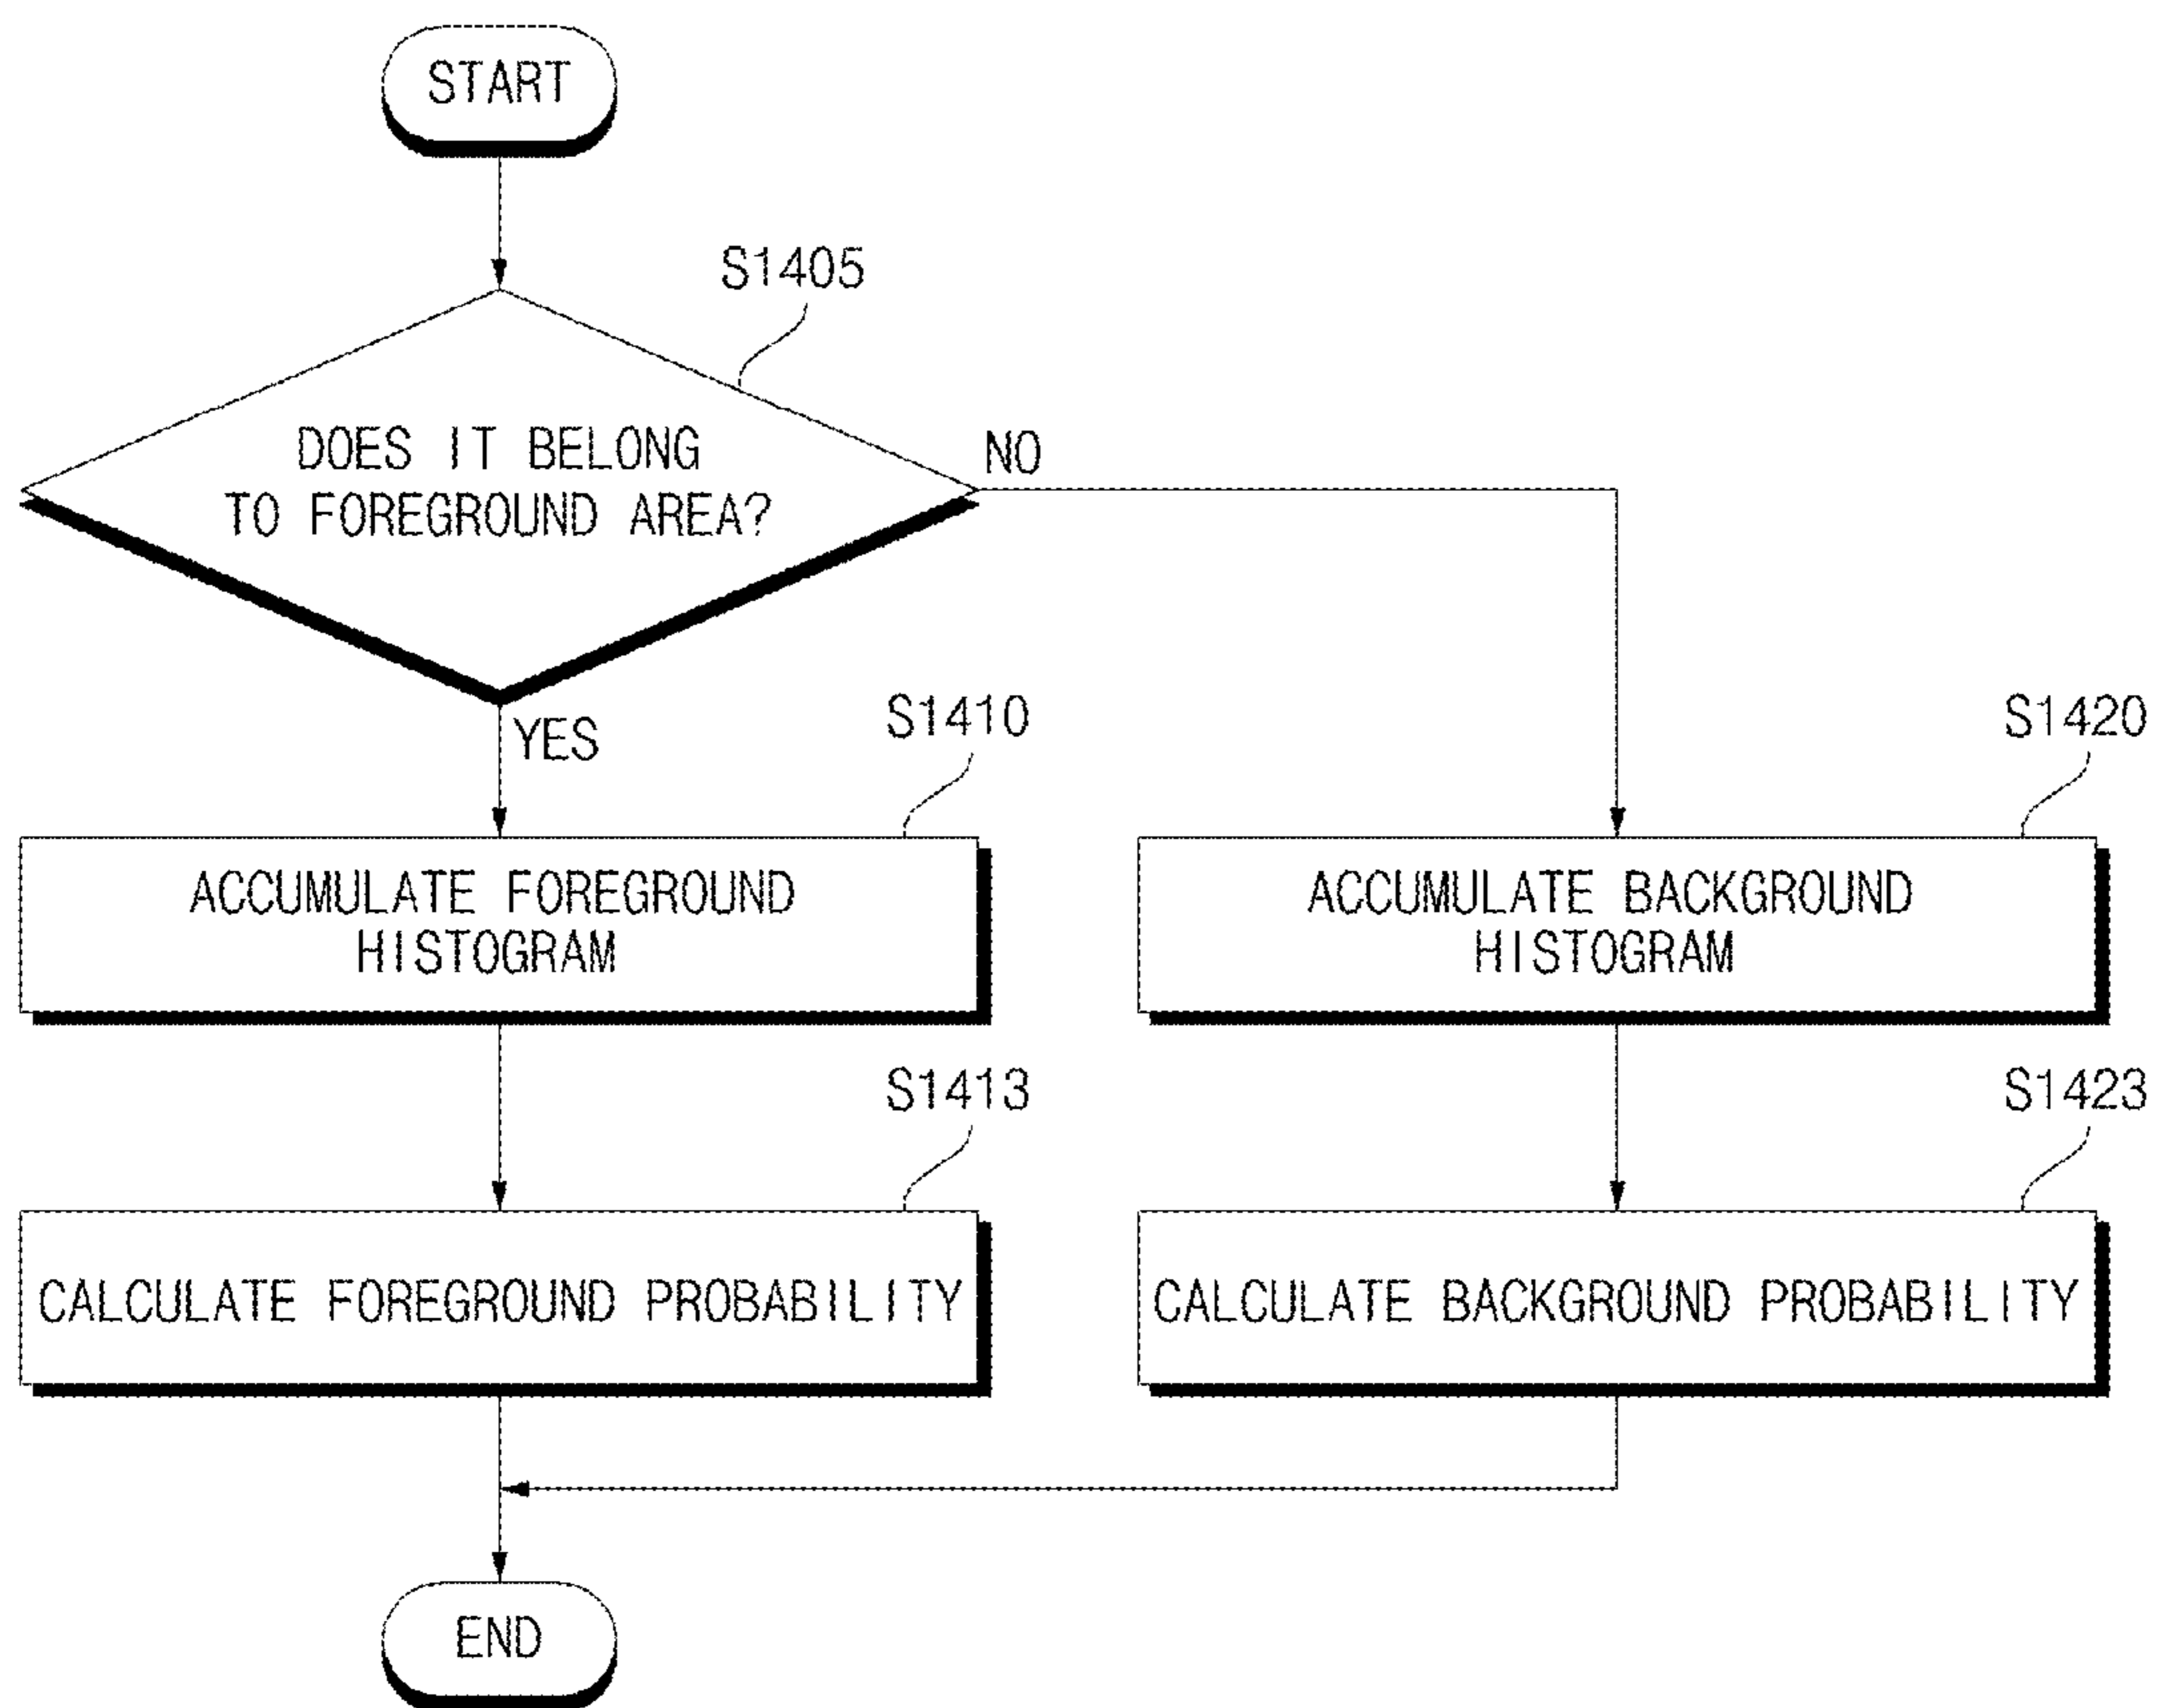 START
S1405
DOES IT BELONG
TO FOREGROUND AREA?
NO
YES
S1410
S1420
ACCUMULATE FOREGROUND
HISTOGRAM
ACCUMULATE BACKGROUND
HISTOGRAM
S1413
S1423
CALCULATE FOREGROUND PROBABILITY
CALCULATE BACKGROUND PROBABILITY
END